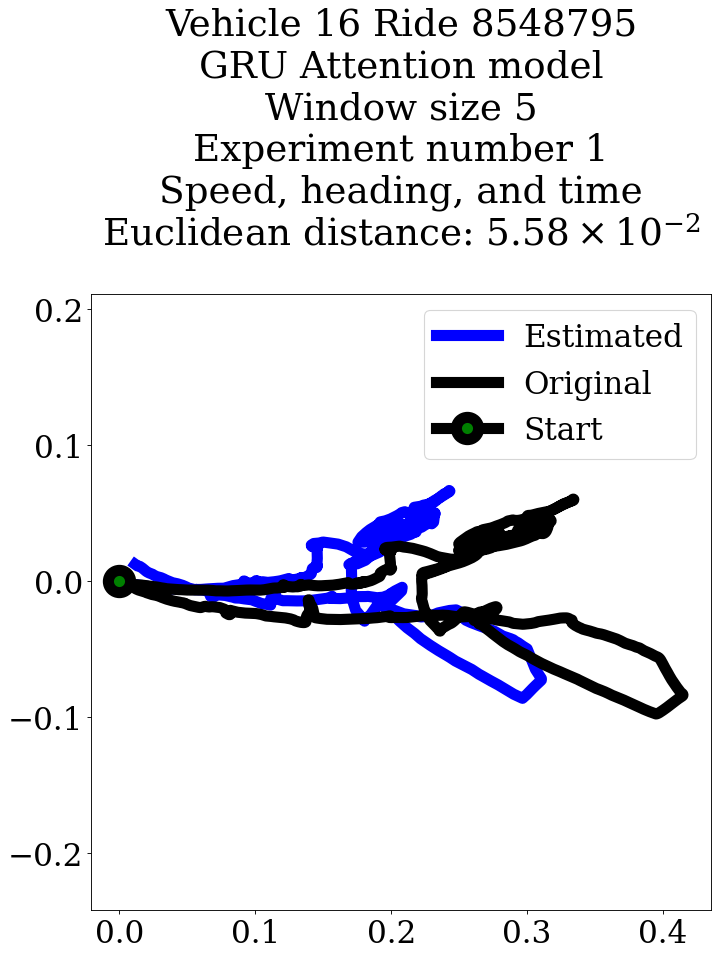 Vehicle 16 Ride 8548795
GRU Attention model
Window size 5
Experiment number 1
Speed, heading, and time
Euclidean distance: 5.58 × 10⁻²
Estimated
Original
Start
0.2
0.1
0.0
−0.1
−0.2
0.0 0.1 0.2 0.3 0.4